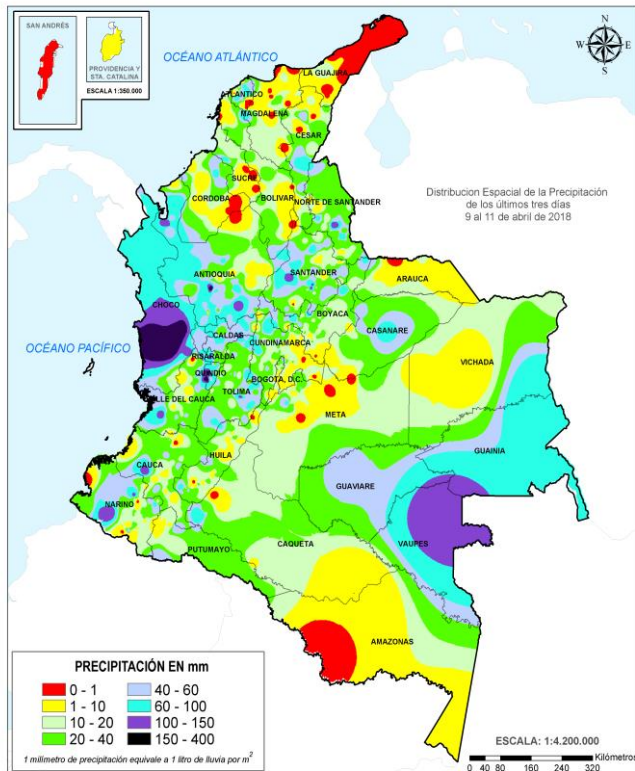 SAN ANDRÉS
PROVIDENCIA Y
STA. CATALINA
ESCALA 1:350.000
OCÉANO ATLÁNTICO
N
W E
S
LA GUAJIRA
ATLANTICO
MAGDALENA
CESAR
SUCRE
CORDOBA
BOLIVAR
NORTE DE SANTANDER
Distribucion Espacial de la Precipitación
de los últimos tres días
9 al 11 de abril de 2018
ANTIOQUIA
SANTANDER
ARAUCA
CHOCO
BOYACA
CASANARE
OCÉANO PACÍFICO
CALDAS
CUNDINAMARCA
RISARALDA
VICHADA
QUINDIO
BOGOTA, D.C.
TOLIMA
VALLE DEL CAUCA
META
GUAINIA
HUILA
CAUCA
GUAVIARE
NARIÑO
VAUPES
PUTUMAYO
CAQUETA
AMAZONAS
PRECIPITACIÓN EN mm
0 - 1 40 - 60
1 - 10 60 - 100
10 - 20 100 - 150
20 - 40 150 - 400
1 milimetro de precipitación equivale a 1 litro de lluvia por m²
ESCALA: 1:4.200.000
Kilómetros
0 40 80 160 240 320